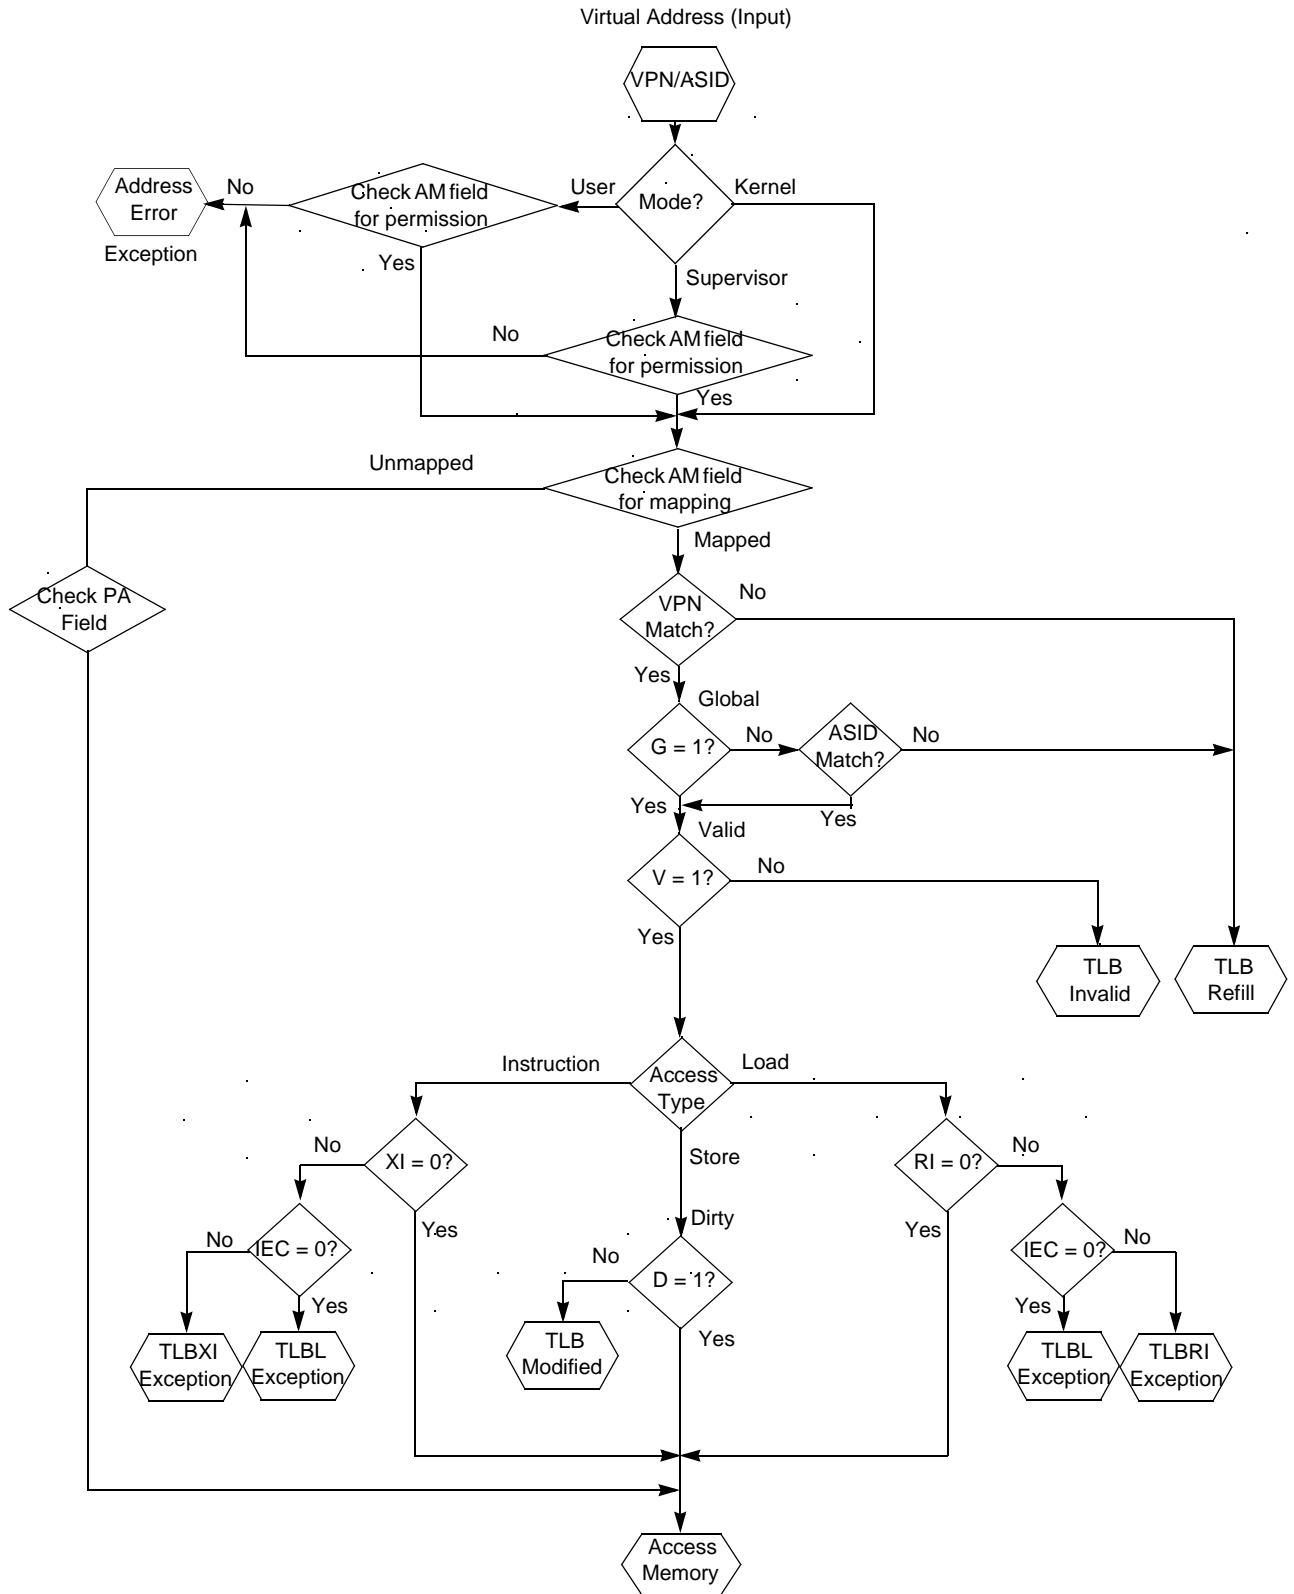 Virtual Address (Input)
VPN/ASID
Mode?
User
Kernel
Supervisor
Check AM field
for permission
No
Yes
Address
Error
Exception
Check AM field
for permission
No
Yes
Check AM field
for mapping
Unmapped
Mapped
Check PA
Field
VPN
Match?
No
Yes
Global
G = 1?
No
ASID
Match?
No
Yes
Yes
Valid
V = 1?
No
Yes
TLB
Invalid
TLB
Refill
Access
Type
Instruction
Load
Store
XI = 0?
No
Yes
IEC = 0?
No
Yes
TLBXI
Exception
TLBL
Exception
Dirty
D = 1?
No
Yes
TLB
Modified
RI = 0?
No
Yes
IEC = 0?
No
Yes
TLBL
Exception
TLBRI
Exception
Access
Memory